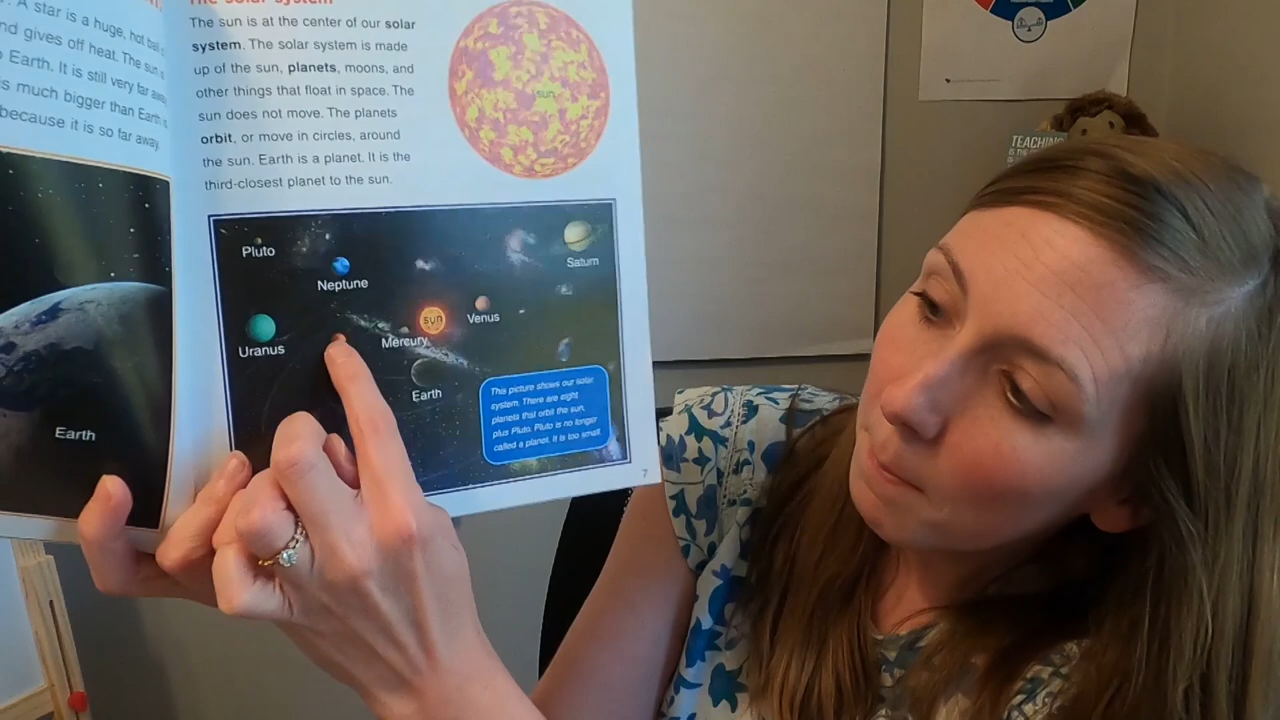 . A star is a huge, hot
nd gives off heat. The sun
Earth. It is still very far away
s much bigger than Earth
because it is so far away.
Earth
The solar system
The sun is at the center of our solar
system. The solar system is made
up of the sun, planets, moons, and
other things that float in space. The
sun does not move. The planets
orbit, or move in circles, around
the sun. Earth is a planet. It is the
third-closest planet to the sun.
sun
Pluto
Neptune
Saturn
Uranus
sun
Venus
Mercury
Earth
This picture shows our solar
system. There are eight
planets that orbit the sun,
plus Pluto. Pluto is no longer
called a planet. It is too small.
7
TEACHING